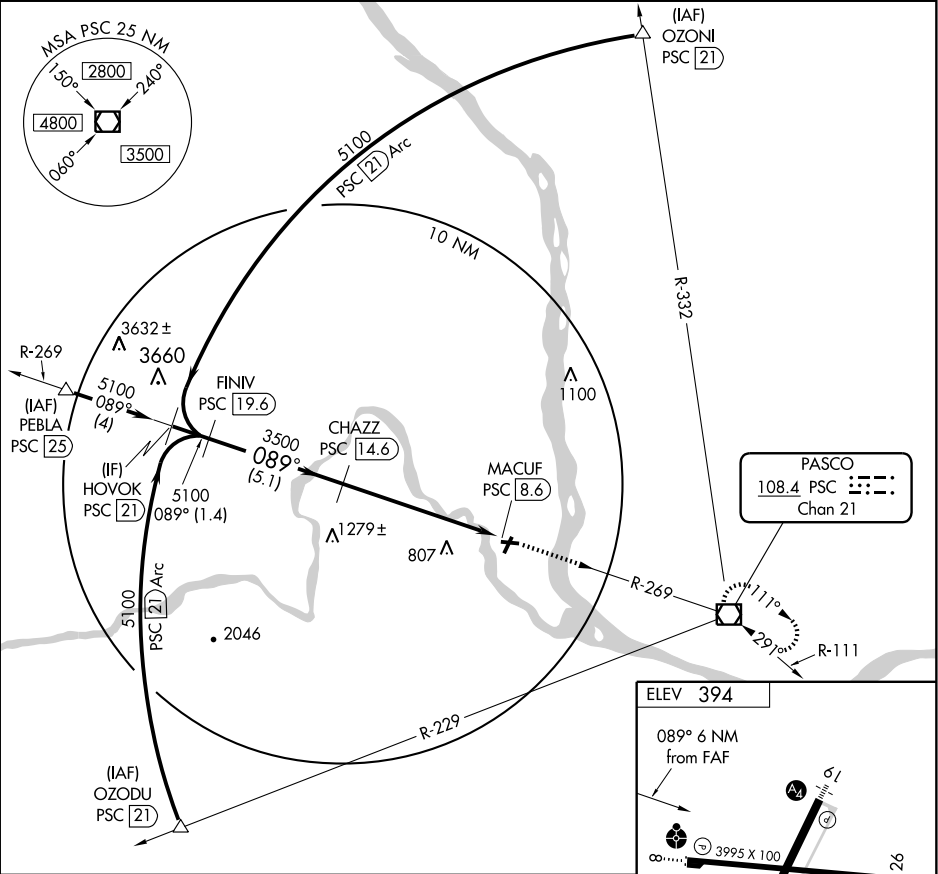 MSA PSC 25 NM
150°
2800
240°
4800
3500
060°
(IAF)
OZONI
PSC 21
5100
PSC 21 Arc
10 NM
R-332
3632 ±
3660
1100
R-269
5100
089°
(4)
(IAF)
PEBLA
PSC 25
FINIV
PSC 19.6
3500
089°
(5.1)
CHAZZ
PSC 14.6
(IF)
HOVOK
PSC 21
5100
089° (1.4)
MACUF
PSC 8.6
PASCO
108.4 PSC
Chan 21
1279 ±
807
R-269
111°
291°
R-111
5100
PSC 21 Arc
2046
R-229
(IAF)
OZODU
PSC 21
ELEV 394
089° 6 NM
from FAF
19
A4
P
P
3995 X 100
8
26